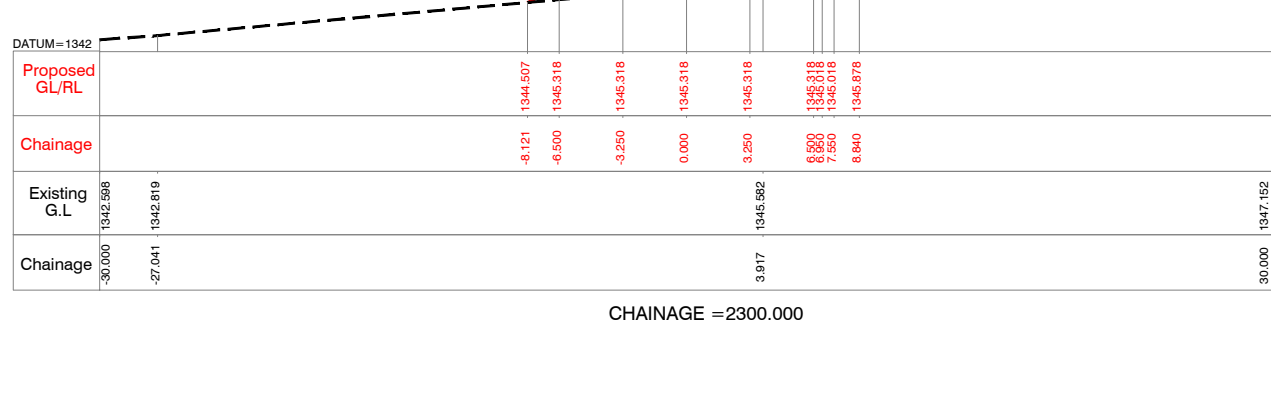 DATUM=1342
Proposed
GL/RL
1344.507 1345.318 1345.318 1345.318 1345.318 1345.318 1345.018 1345.018 1345.878
Chainage
-8.121 -6.500 -3.250 0.000 3.250 6.500 6.950 7.550 8.840
Existing
G.L
1342.598 1342.819 1345.582 1347.152
Chainage
-30.000 -27.041 3.917 30.000
CHAINAGE =2300.000